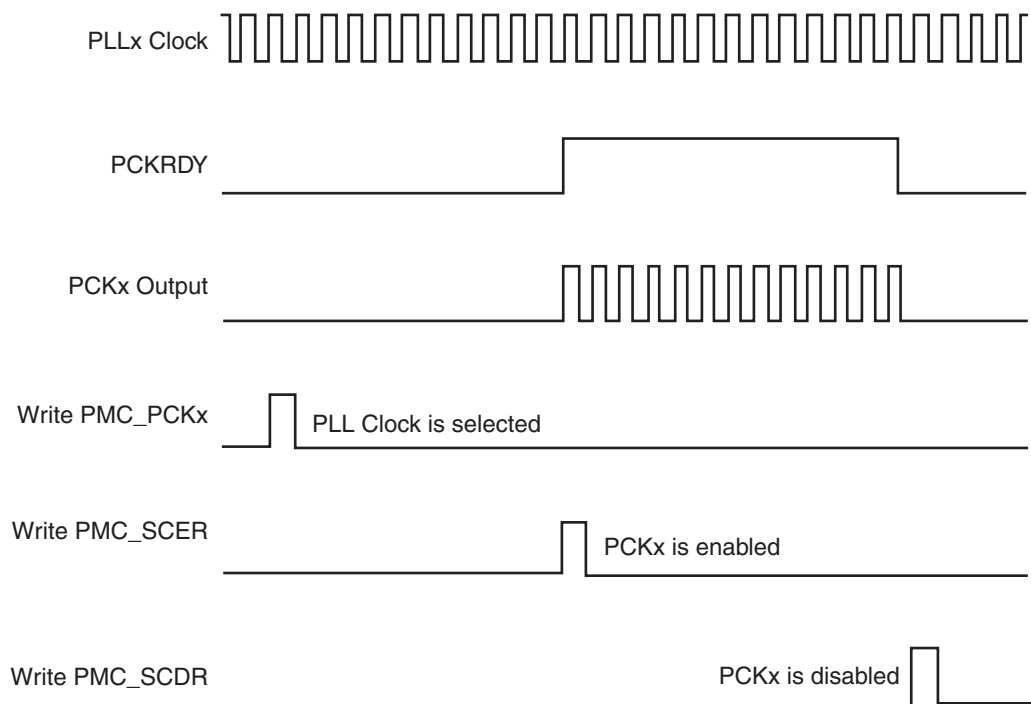 PLLx Clock
PCKRDY
PCKx Output
Write PMC_PCKx
PLL Clock is selected
Write PMC_SCER
PCKx is enabled
Write PMC_SCDR
PCKx is disabled